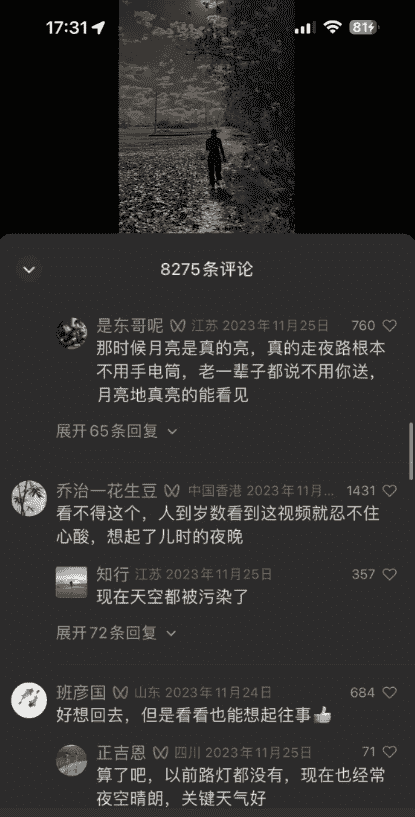 17:31
81
8275条评论
是东哥呢 江苏 2023年11月25日 760
那时候月亮是真的亮，真的走夜路根本
不用手电筒，老一辈子都说不用你送，
月亮地真亮的能看见
展开65条回复
乔治一花生豆 中国香港 2023年11月... 1431
看不得这个，人到岁数看到这视频就忍不住
心酸，想起了儿时的夜晚
知行 江苏 2023年11月25日 357
现在天空都被污染了
展开72条回复
班彦国 山东 2023年11月24日 684
好想回去，但是看看也能想起往事👍
正吉恩 四川 2023年11月25日 71
算了吧，以前路灯都没有，现在也经常
夜空晴朗，关键天气好